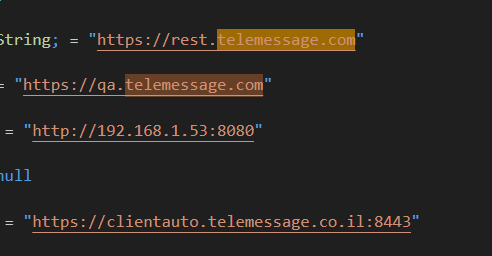 String; = "https://rest.telemessage.com"
= "https://qa.telemessage.com"
= "http://192.168.1.53:8080"
null
= "https://clientauto.telemessage.co.il:8443"